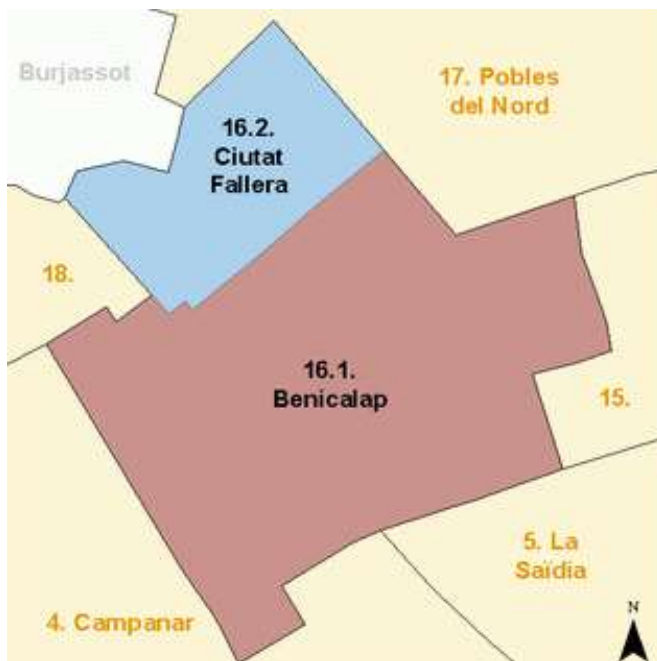 Burjassot
17. Pobles
del Nord
16.2.
Ciutat
Fallera
18.
16.1.
Benicalap
15.
5. La
Saïdia
4. Campanar
N